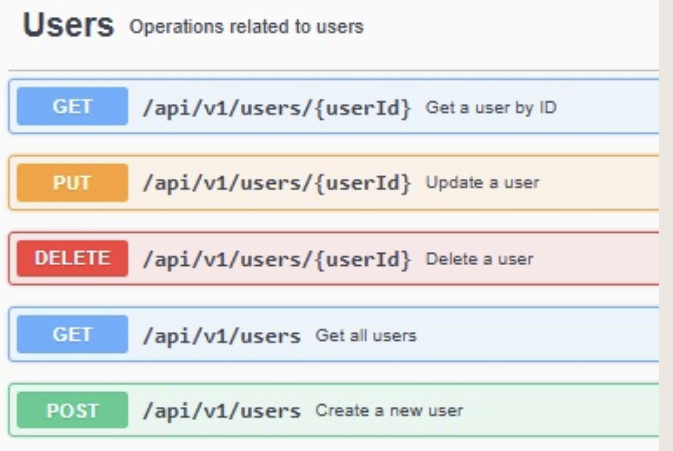 Users Operations related to users
GET /api/v1/users/{userId} Get a user by ID
PUT /api/v1/users/{userId} Update a user
DELETE /api/v1/users/{userId} Delete a user
GET /api/v1/users Get all users
POST /api/v1/users Create a new user